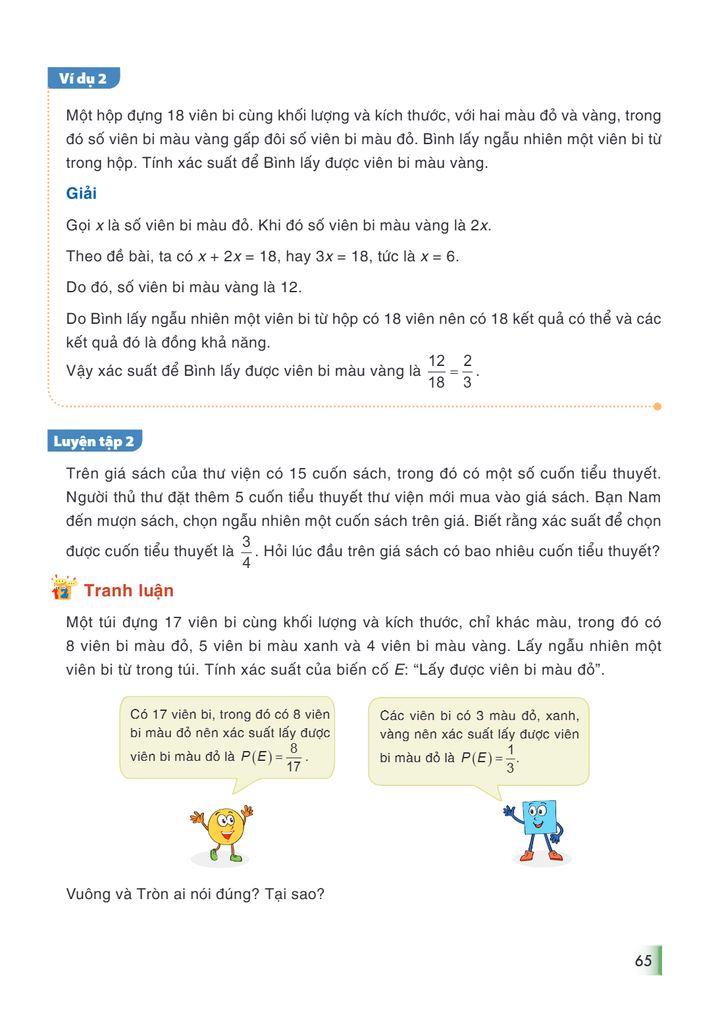 Ví dụ 2
Một hộp đựng 18 viên bi cùng khối lượng và kích thước, với hai màu đỏ và vàng, trong
đó số viên bi màu vàng gấp đôi số viên bi màu đỏ. Bình lấy ngẫu nhiên một viên bi từ
trong hộp. Tính xác suất để Bình lấy được viên bi màu vàng.
Giải
Gọi x là số viên bi màu đỏ. Khi đó số viên bi màu vàng là 2x.
Theo đề bài, ta có x + 2x = 18, hay 3x = 18, tức là x = 6.
Do đó, số viên bi màu vàng là 12.
Do Bình lấy ngẫu nhiên một viên bi từ hộp có 18 viên nên có 18 kết quả có thể và các
kết quả đó là đồng khả năng.
Vậy xác suất để Bình lấy được viên bi màu vàng là 12/18 = 2/3.
Luyện tập 2
Trên giá sách của thư viện có 15 cuốn sách, trong đó có một số cuốn tiểu thuyết.
Người thủ thư đặt thêm 5 cuốn tiểu thuyết thư viện mới mua vào giá sách. Bạn Nam
đến mượn sách, chọn ngẫu nhiên một cuốn sách trên giá. Biết rằng xác suất để chọn
được cuốn tiểu thuyết là 3/4. Hỏi lúc đầu trên giá sách có bao nhiêu cuốn tiểu thuyết?
Tranh luận
Một túi đựng 17 viên bi cùng khối lượng và kích thước, chỉ khác màu, trong đó có
8 viên bi màu đỏ, 5 viên bi màu xanh và 4 viên bi màu vàng. Lấy ngẫu nhiên một
viên bi từ trong túi. Tính xác suất của biến cố E: “Lấy được viên bi màu đỏ”.
Có 17 viên bi, trong đó có 8 viên
bi màu đỏ nên xác suất lấy được
viên bi màu đỏ là P(E) = 8/17.
Các viên bi có 3 màu đỏ, xanh,
vàng nên xác suất lấy được viên
bi màu đỏ là P(E) = 1/3.
Vuông và Tròn ai nói đúng? Tại sao?
65